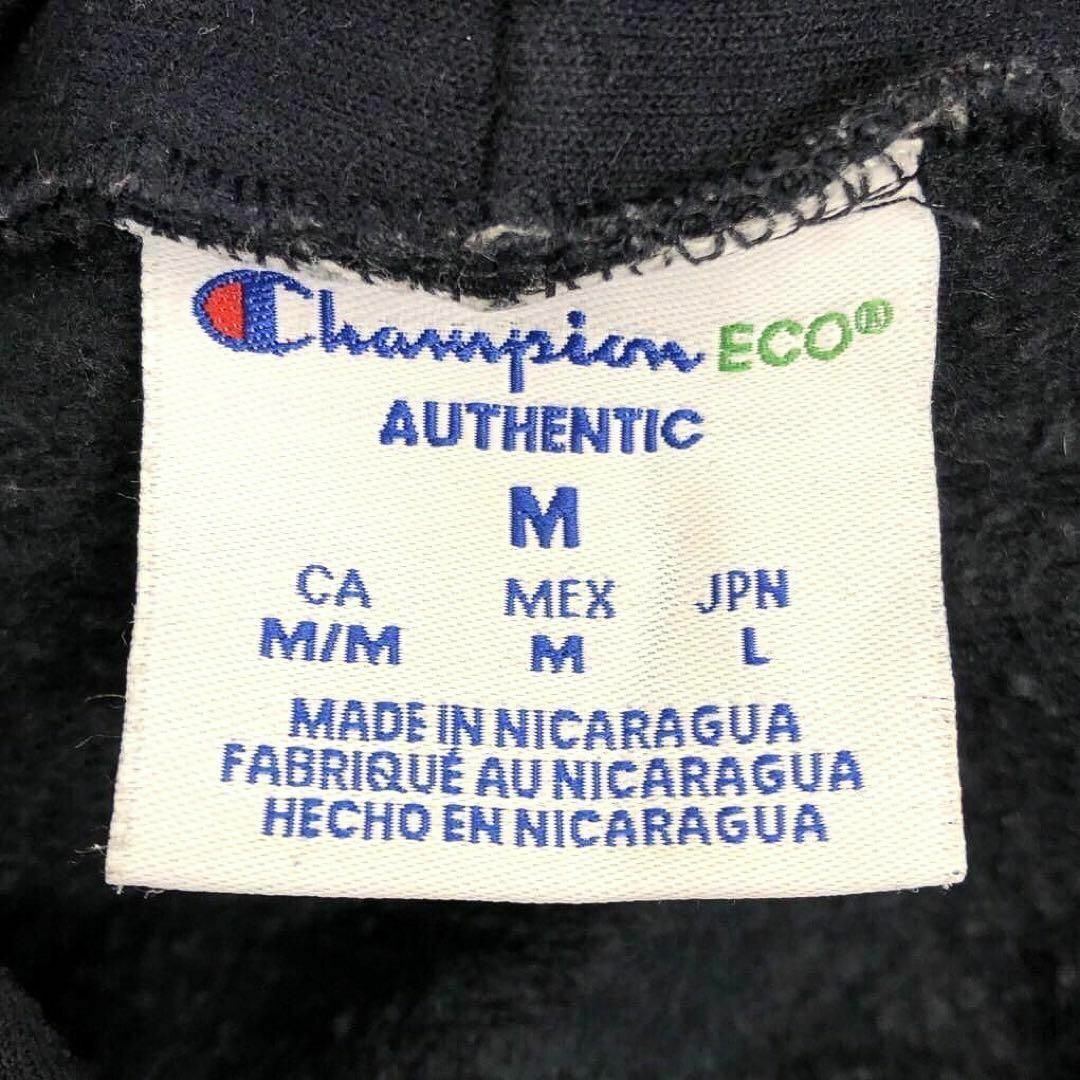 Champion ECO®
AUTHENTIC
M
CA MEX JPN
M/M M L
MADE IN NICARAGUA
FABRIQUÉ AU NICARAGUA
HECHO EN NICARAGUA